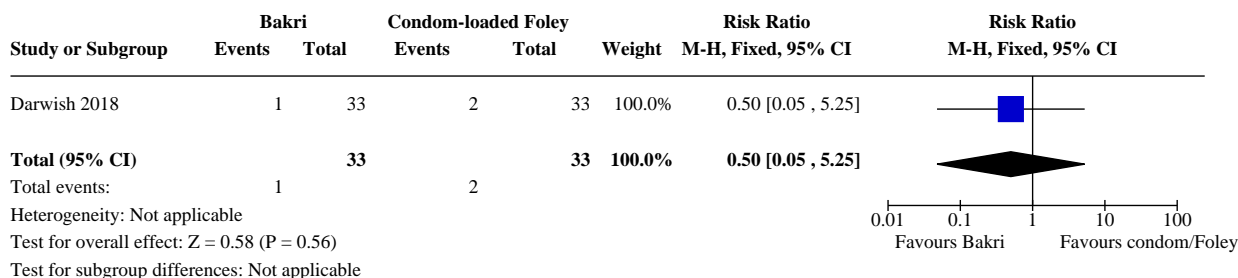 Bakri Condom-loaded Foley Risk Ratio Risk Ratio
Study or Subgroup Events Total Events Total Weight M-H, Fixed, 95% CI M-H, Fixed, 95% CI
Darwish 2018 1 33 2 33 100.0% 0.50 [0.05 , 5.25]
Total (95% CI) 33 33 100.0% 0.50 [0.05 , 5.25]
Total events: 1 2
Heterogeneity: Not applicable
0.01 0.1 1 10 100
Test for overall effect: Z = 0.58 (P = 0.56)
Favours Bakri Favours condom/Foley
Test for subgroup differences: Not applicable